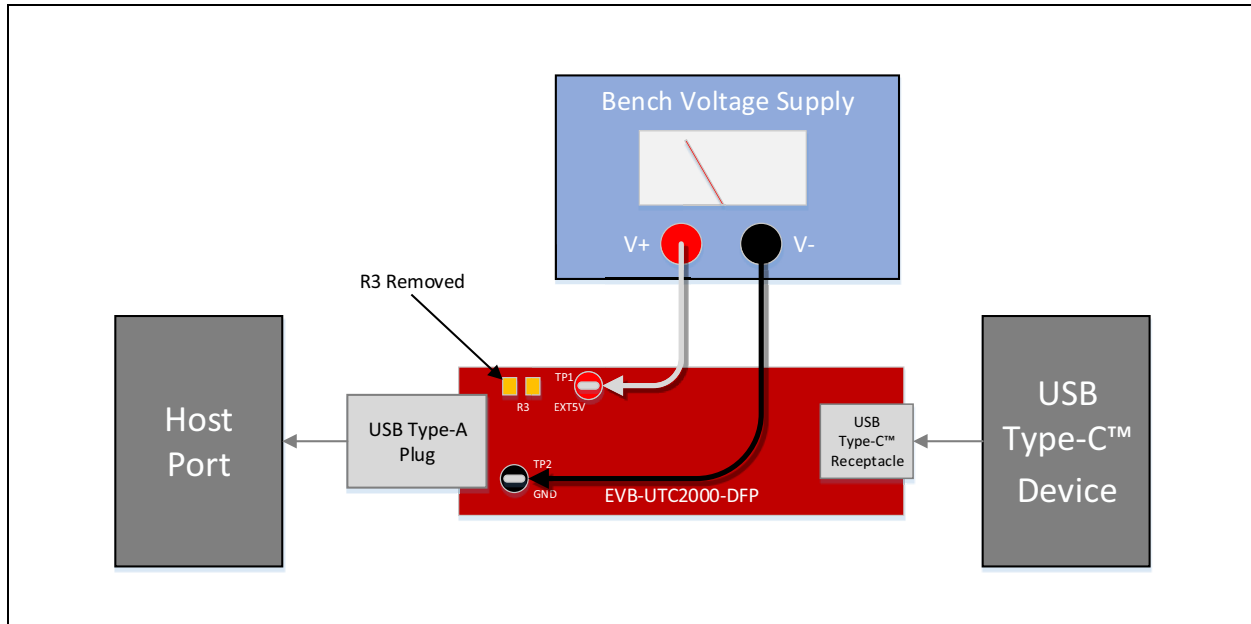 Bench Voltage Supply
V+
V-
R3 Removed
Host
Port
USB Type-A
Plug
R3
TP1
EXT5V
TP2
GND
EVB-UTC2000-DFP
USB
Type-C™
Receptacle
USB
Type-C™
Device